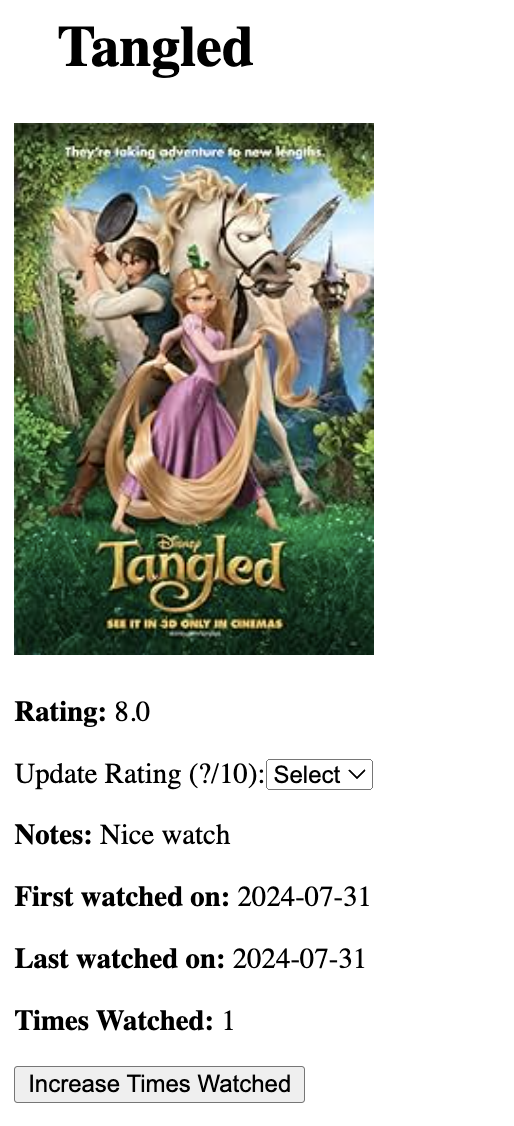 Tangled
They're taking adventure to new lengths.
Disney
Tangled
SEE IT IN 3D ONLY IN CINEMAS
Rating: 8.0
Update Rating (?/10): Select
Notes: Nice watch
First watched on: 2024-07-31
Last watched on: 2024-07-31
Times Watched: 1
Increase Times Watched